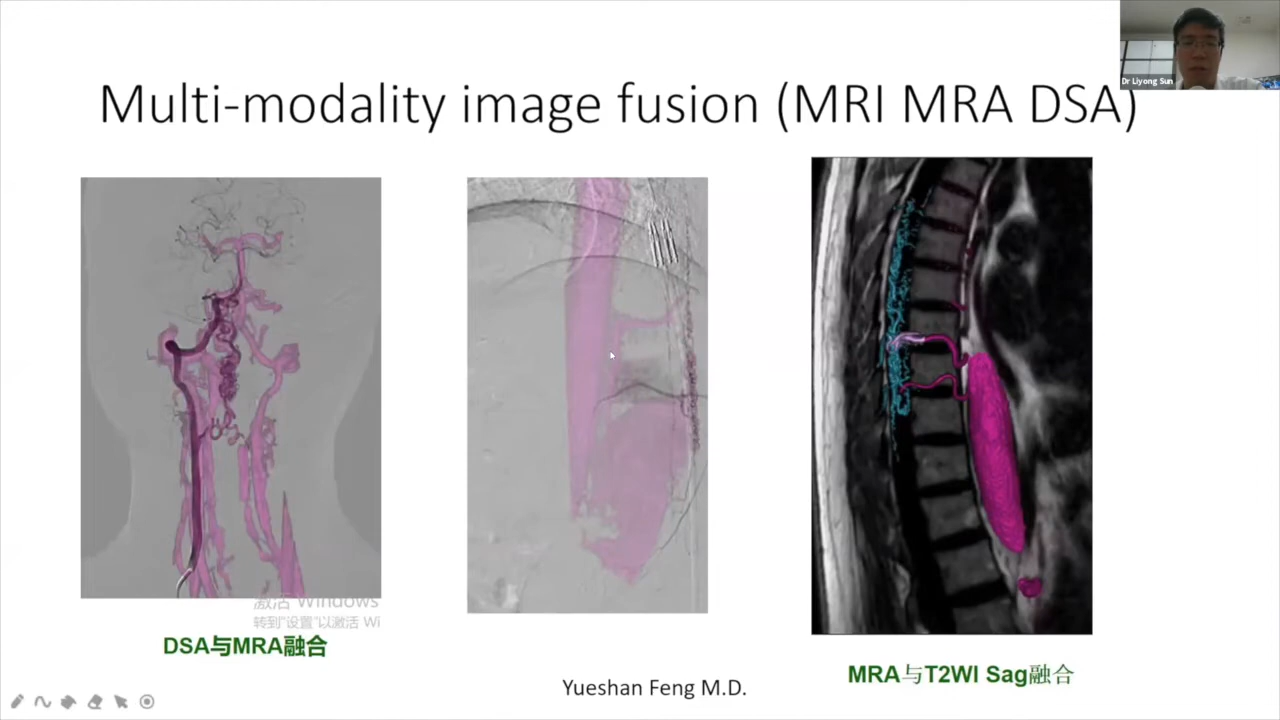 Dr Liyong Sun
Multi-modality image fusion (MRI MRA DSA)
激活 Windows
转到“设置”以激活 Wi
DSA与MRA融合
MRA与T2WI Sag融合
Yueshan Feng M.D.